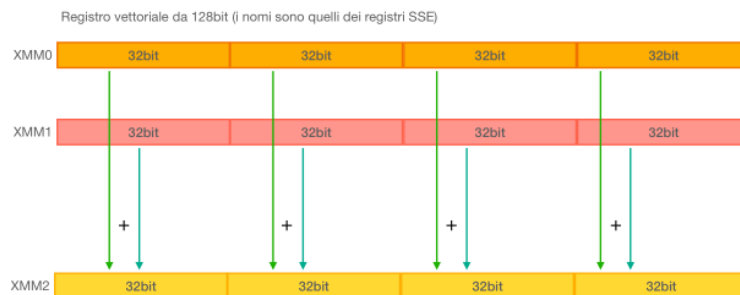 Registro vettoriale da 128bit (i nomi sono quelli dei registri SSE)
XMM0 32bit 32bit 32bit 32bit
XMM1 32bit 32bit 32bit 32bit
+ + + +
XMM2 32bit 32bit 32bit 32bit